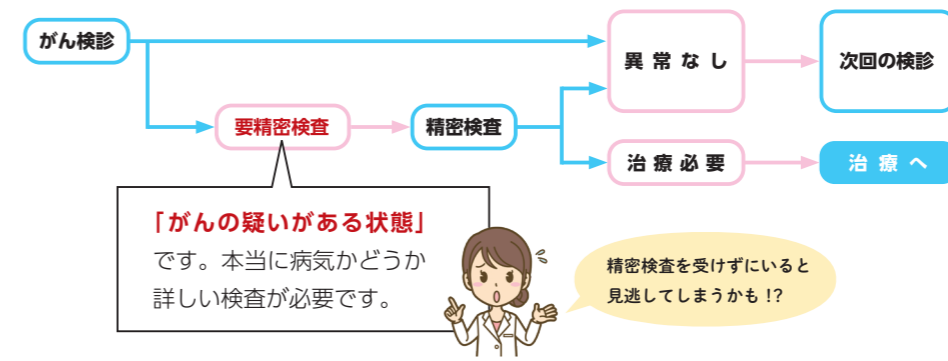 がん検診
異常なし
次回の検診
要精密検査
精密検査
治療必要
治療へ
「がんの疑いがある状態」
です。本当に病気かどうか
詳しい検査が必要です。
精密検査を受けずにいると
見逃してしまうかも!?